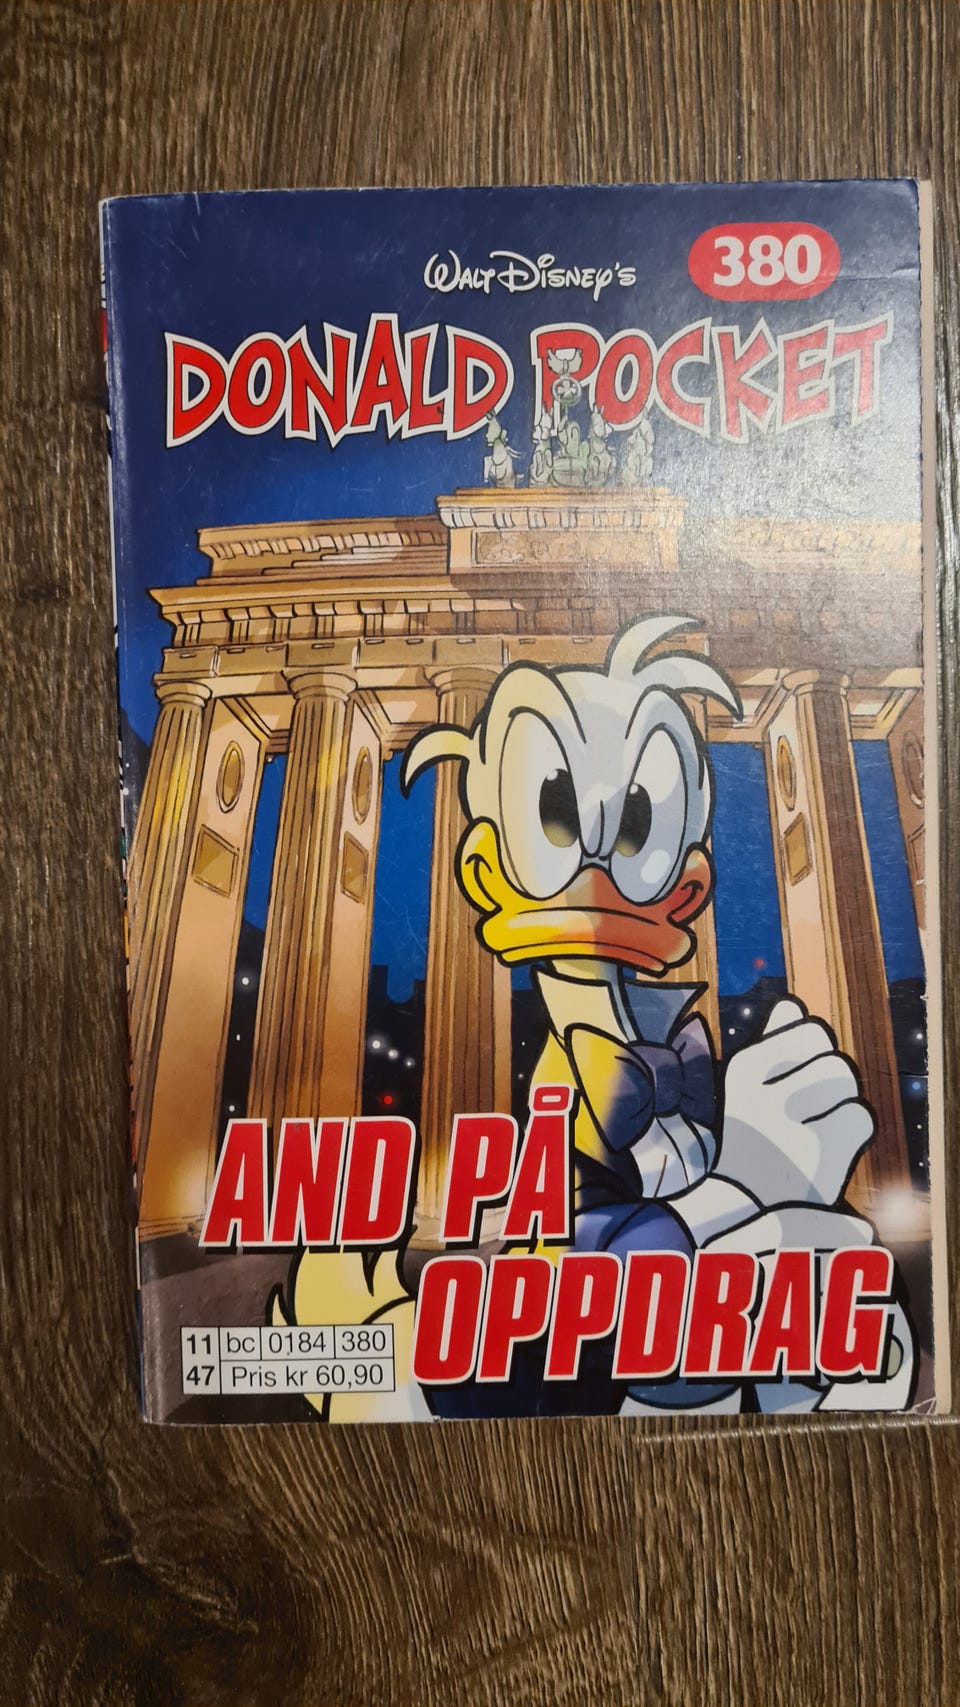 380
WALT DISNEY'S
DONALD POCKET
AND PÅ
OPPDRAG
11 bc 0184 380
47 Pris kr 60,90